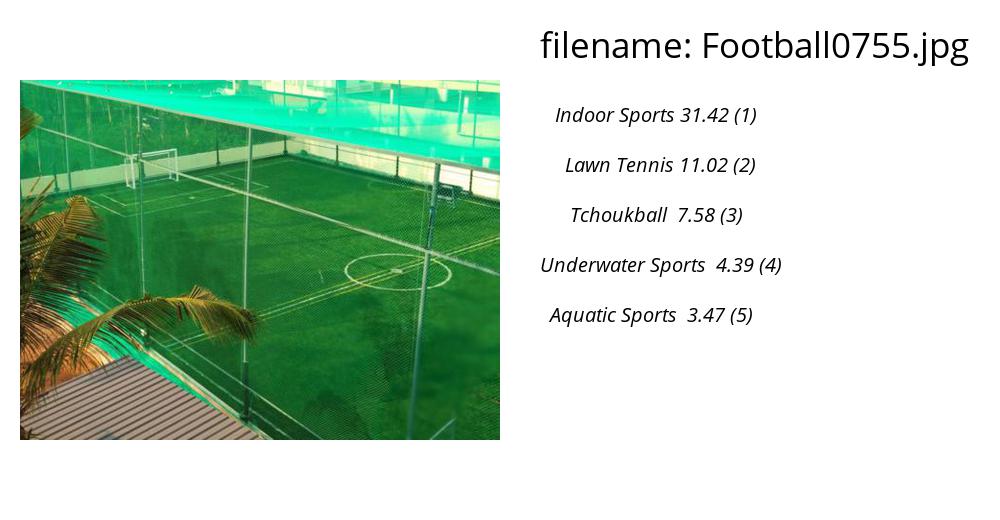 filename: Football0755.jpg
Indoor Sports 31.42 (1)
Lawn Tennis 11.02 (2)
Tchoukball 7.58 (3)
Underwater Sports 4.39 (4)
Aquatic Sports 3.47 (5)